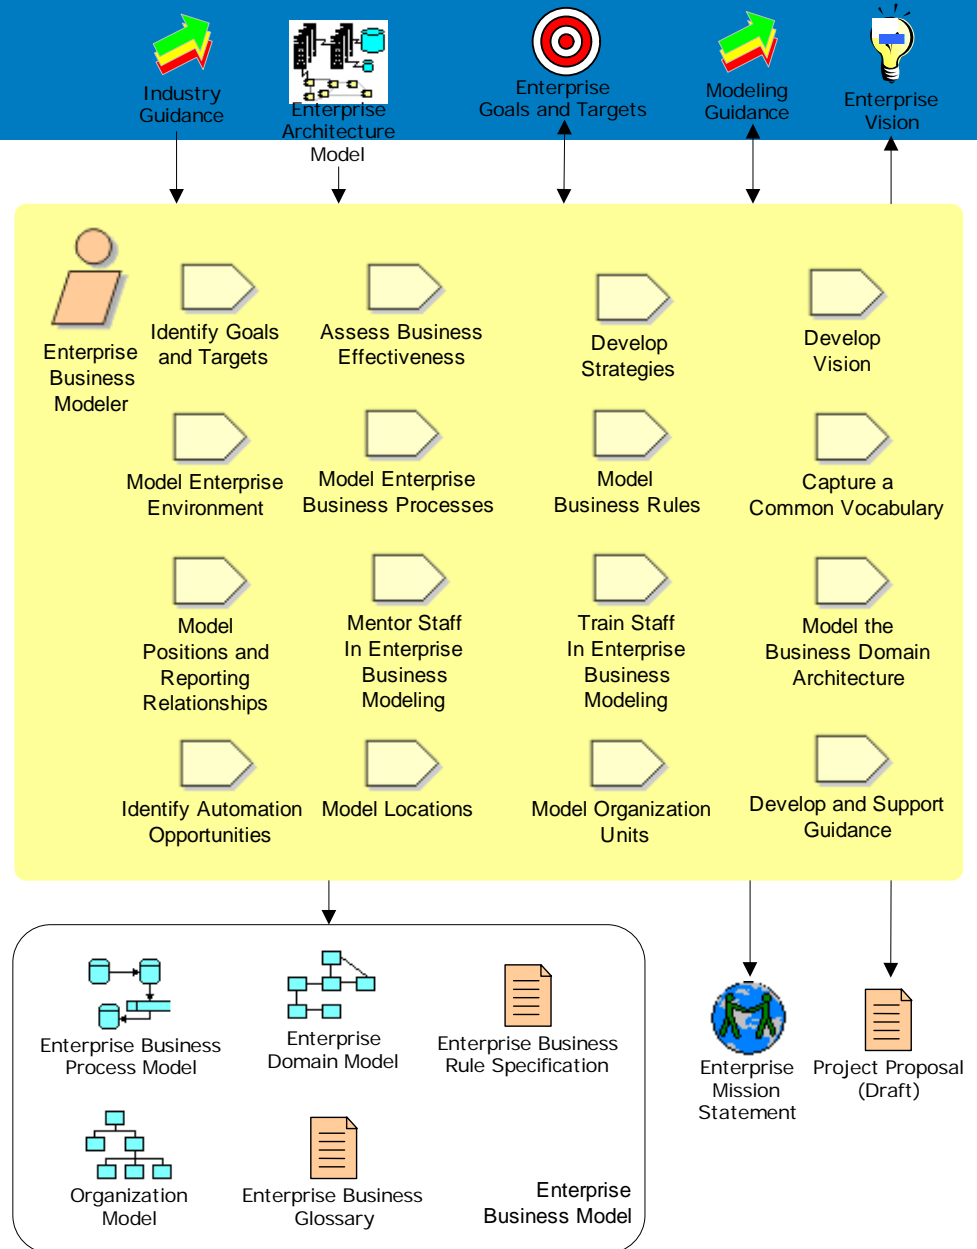 Industry
Guidance
Enterprise
Architecture
Model
Enterprise
Goals and Targets
Modeling
Guidance
Enterprise
Vision
Enterprise
Business
Modeler
Identify Goals
and Targets
Assess Business
Effectiveness
Develop
Strategies
Develop
Vision
Model Enterprise
Environment
Model Enterprise
Business Processes
Model
Business Rules
Capture a
Common Vocabulary
Model
Positions and
Reporting
Relationships
Mentor Staff
In Enterprise
Business
Modeling
Train Staff
In Enterprise
Business
Modeling
Model the
Business Domain
Architecture
Identify Automation
Opportunities
Model Locations
Model Organization
Units
Develop and Support
Guidance
Enterprise Business
Process Model
Enterprise
Domain Model
Enterprise Business
Rule Specification
Enterprise
Mission
Statement
Project Proposal
(Draft)
Organization
Model
Enterprise Business
Glossary
Enterprise
Business Model